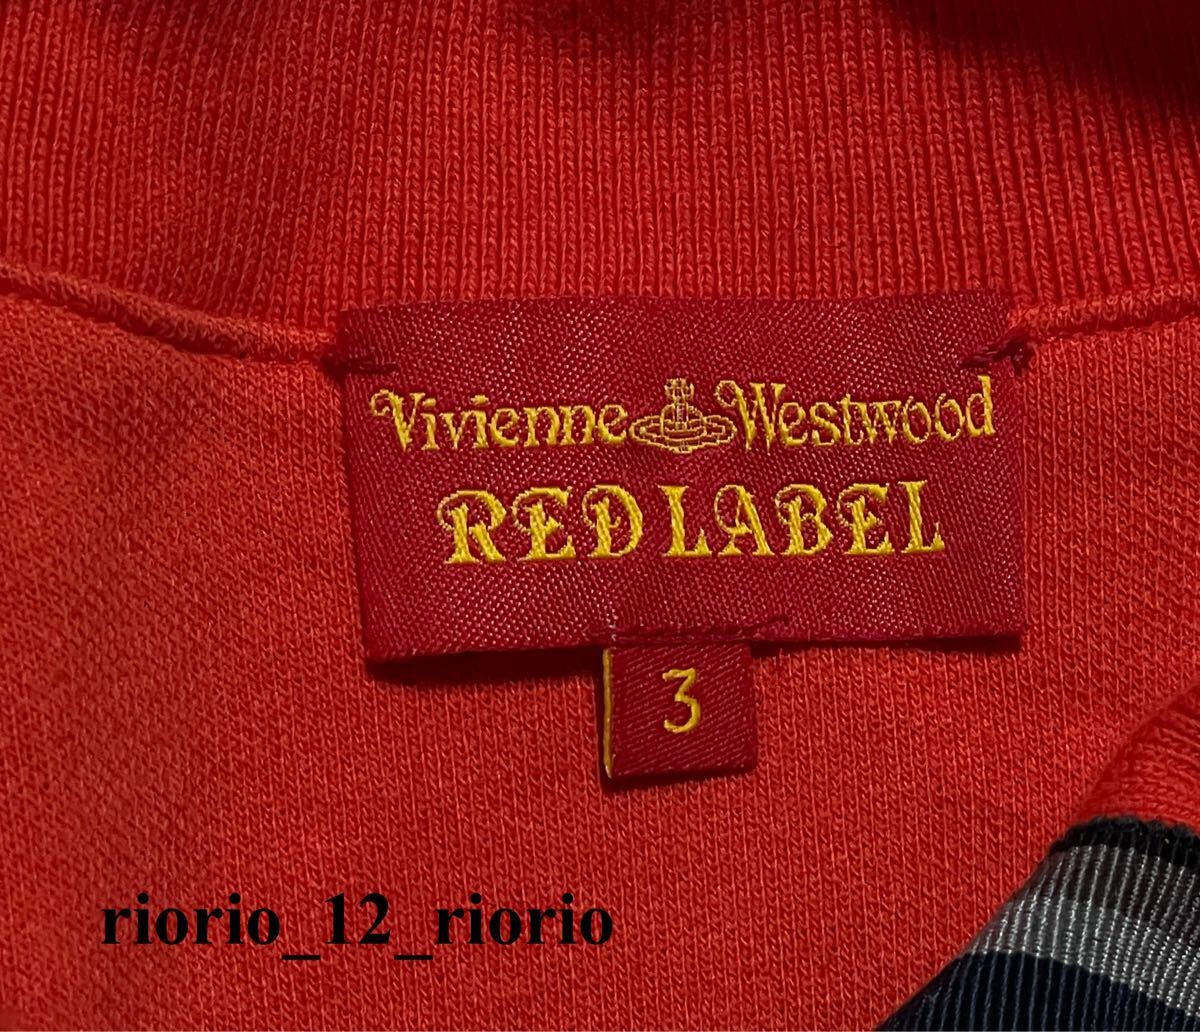 Vivienne Westwood
RED LABEL
3
riorio_12_riorio